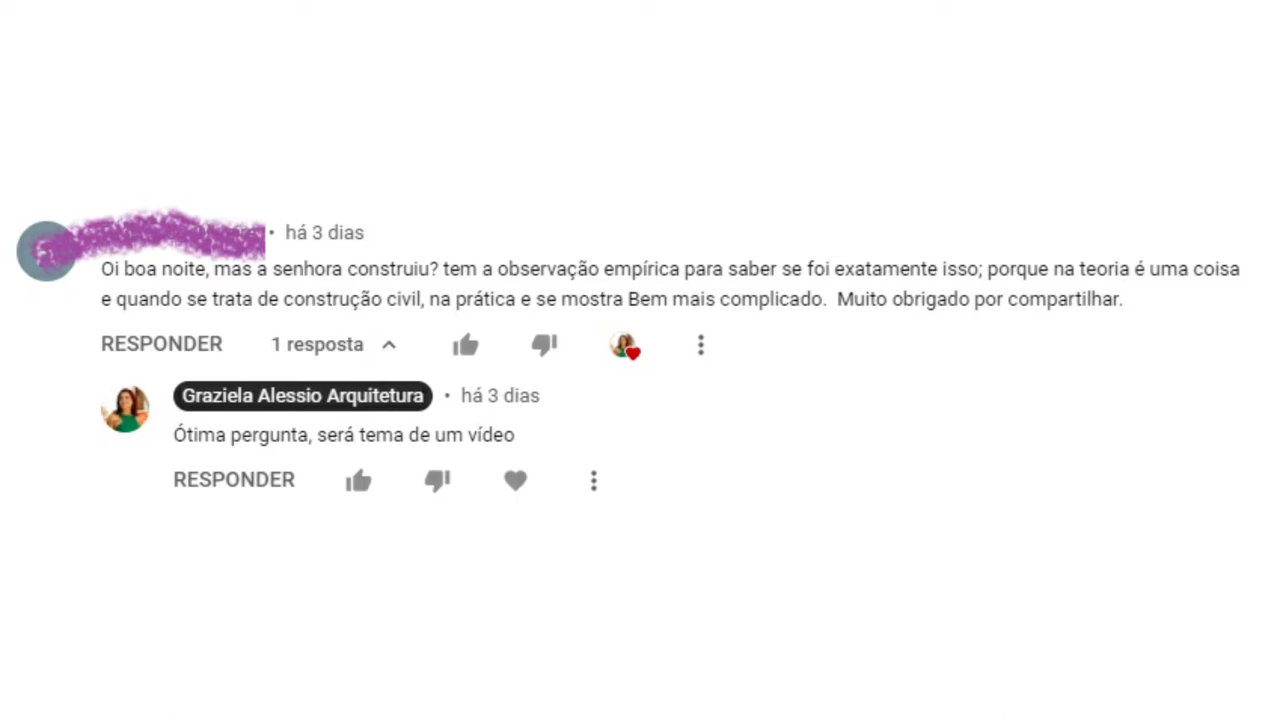 • há 3 dias
Oi boa noite, mas a senhora construiu? tem a observação empírica para saber se foi exatamente isso; porque na teoria é uma coisa
e quando se trata de construção civil, na prática e se mostra Bem mais complicado. Muito obrigado por compartilhar.
RESPONDER 1 resposta
Graziela Alessio Arquitetura • há 3 dias
Ótima pergunta, será tema de um vídeo
RESPONDER